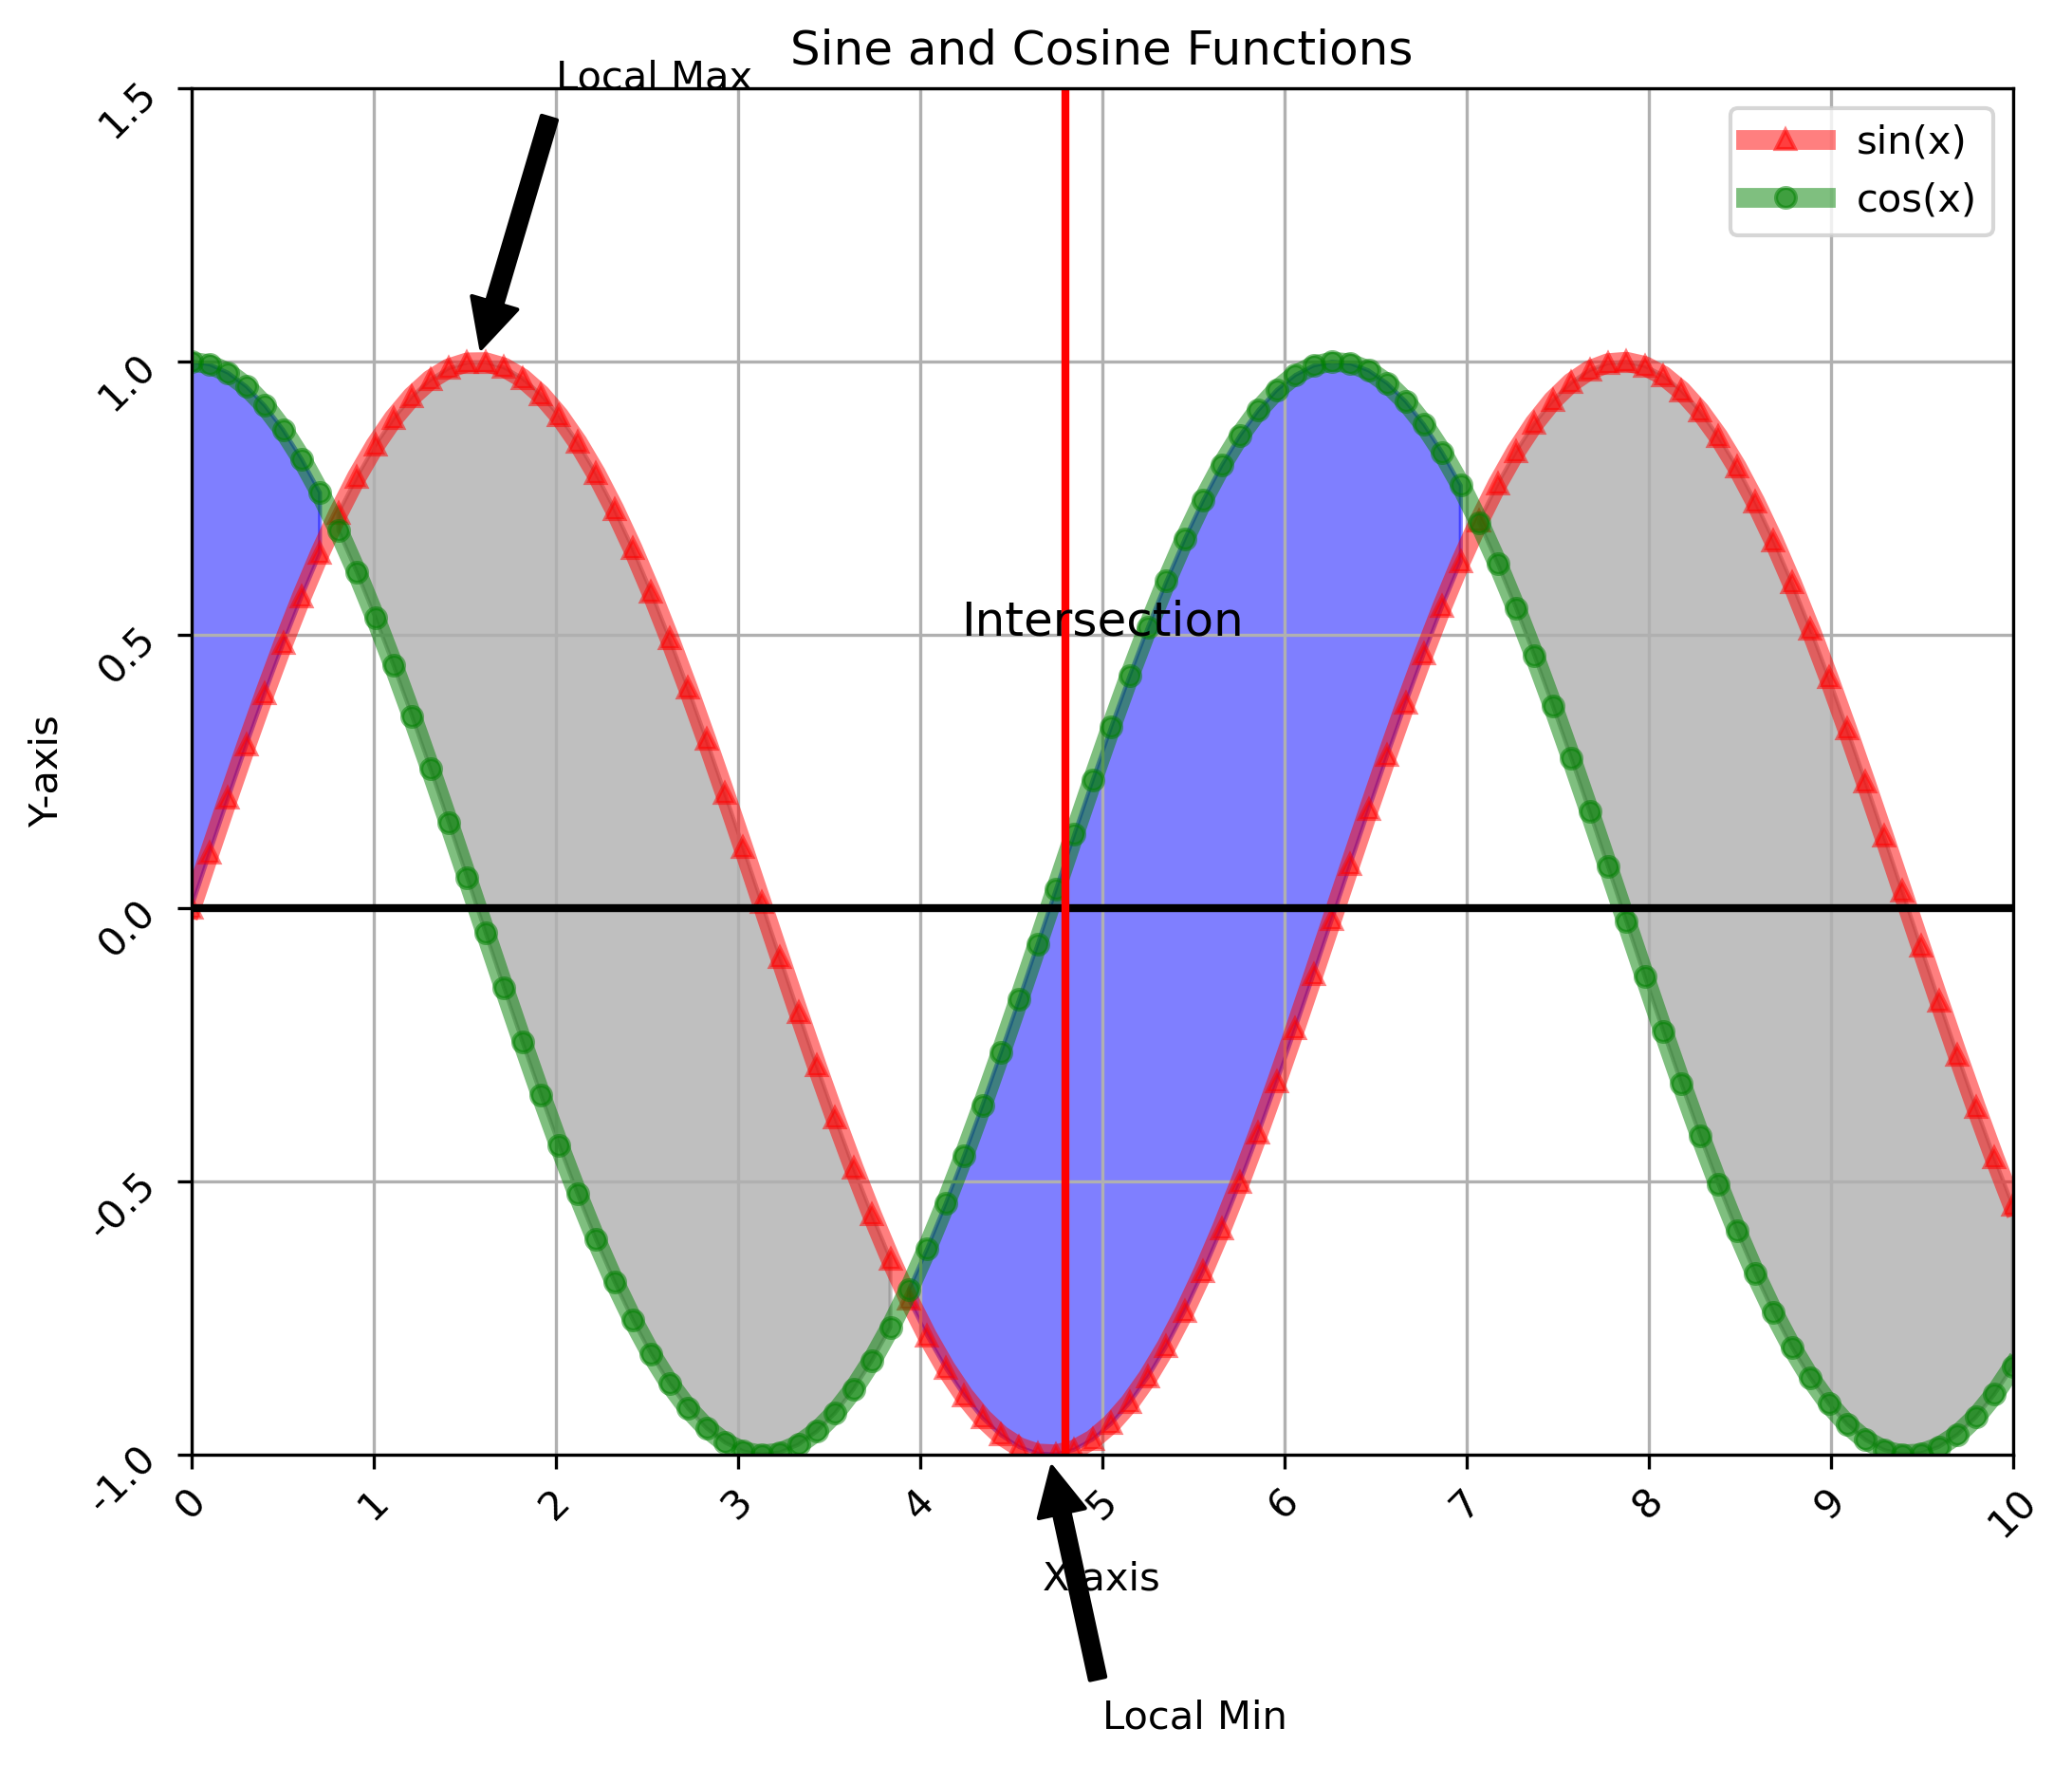 Sine and Cosine Functions
Local Max
sin(x)
cos(x)
1.5
1.0
0.5
0.0
-0.5
-1.0
Y-axis
Intersection
0 1 2 3 4 5 6 7 8 9 10
X axis
Local Min